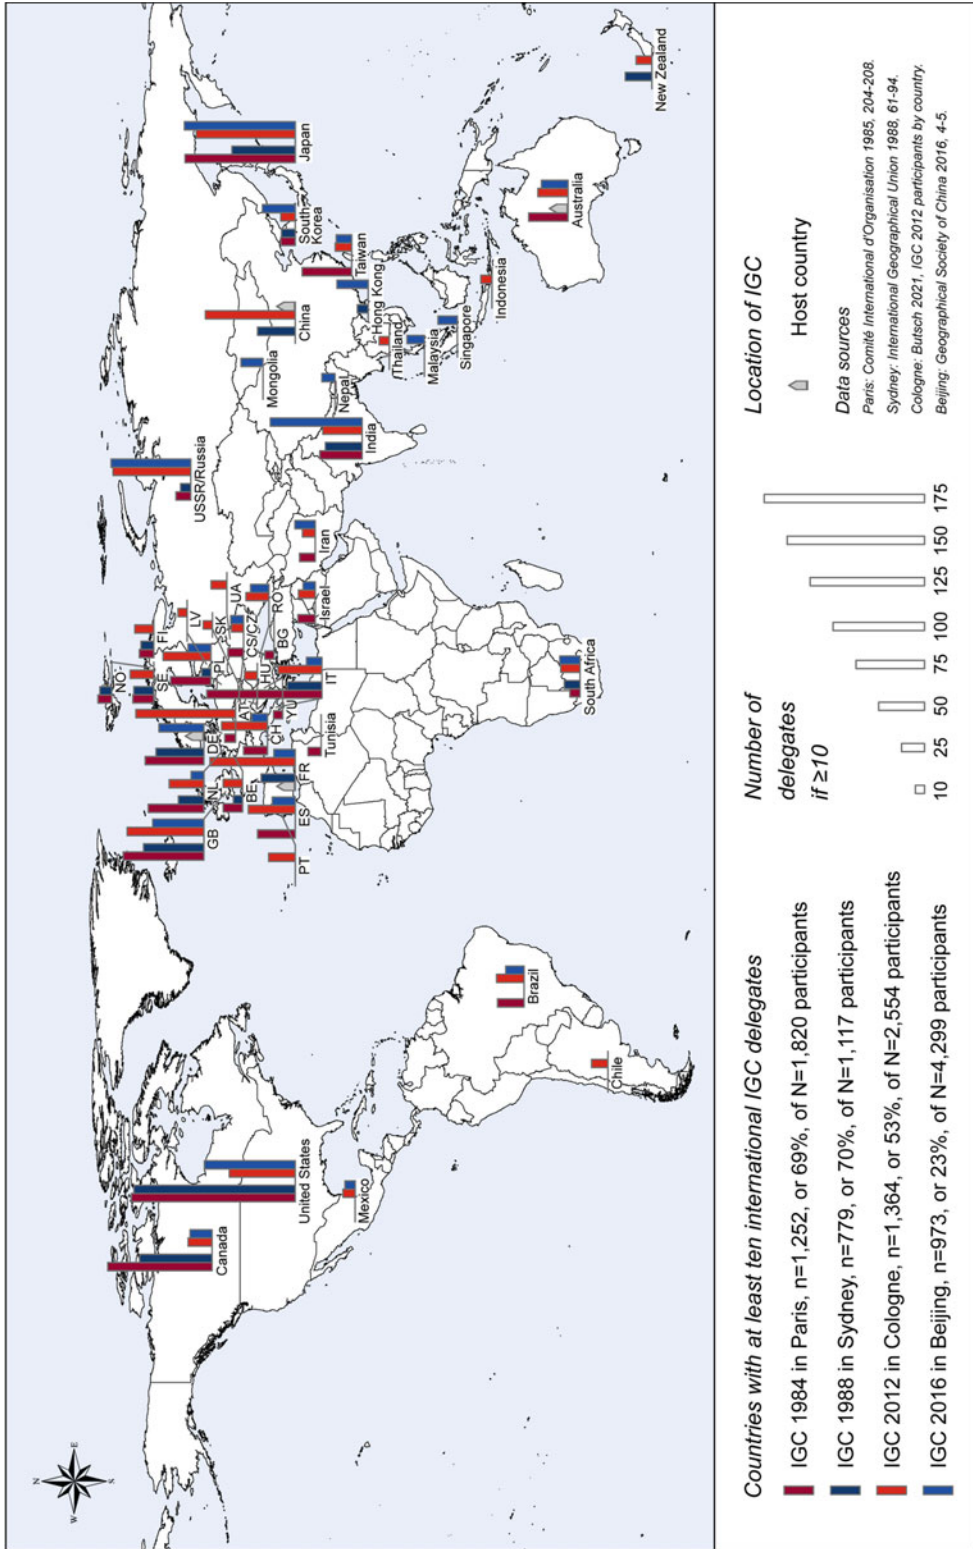 N
E
S
W
Canada
United States
Mexico
Chile
Brazil
NO
SE
FI
GB
NL
DE
PL
LV
SK
UA
BE
AT
CS/CZ
CH
HU
RO
PT
ES
FR
YU
BG
IT
Tunisia
Israel
Iran
South Africa
USSR/Russia
Mongolia
China
South
Korea
Japan
India
Nepal
Hong Kong
Taiwan
Thailand
Malaysia
Singapore
Indonesia
Australia
New Zealand
Countries with at least ten international IGC delegates
IGC 1984 in Paris, n=1,252, or 69%, of N=1,820 participants
IGC 1988 in Sydney, n=779, or 70%, of N=1,117 participants
IGC 2012 in Cologne, n=1,364, or 53%, of N=2,554 participants
IGC 2016 in Beijing, n=973, or 23%, of N=4,299 participants
Number of
delegates
if ≥10
10 25 50 75 100 125 150 175
Location of IGC
Host country
Data sources
Paris: Comité International d'Organisation 1985, 204-208.
Sydney: International Geographical Union 1988, 61-94.
Cologne: Butsch 2021, IGC 2012 participants by country.
Beijing: Geographical Society of China 2016, 4-5.